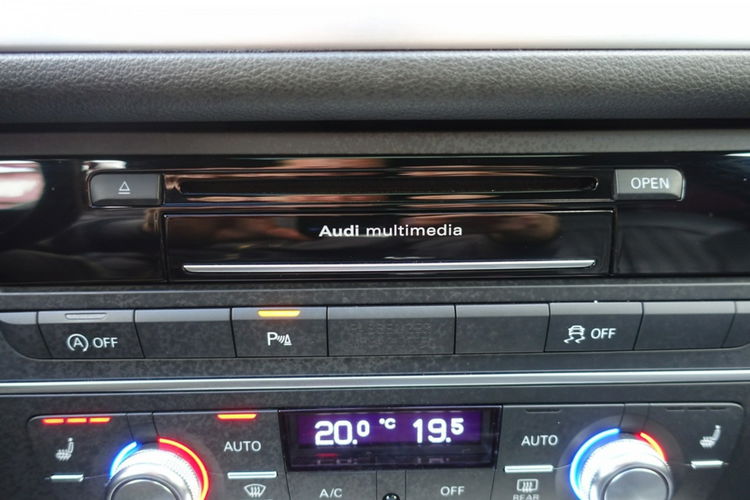 OPEN
Audi multimedia
A OFF
P
OFF
AUTO
20.0 °C 19.5
AUTO
A/C
OFF
REAR